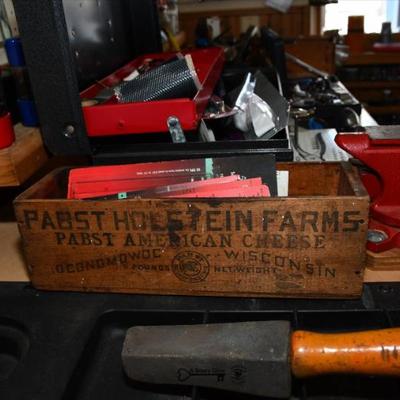 PABST HOLSTEIN FARMS
PABST AMERICAN CHEESE
OCONOMOWOC WISCONSIN
POUNDS NET WEIGHT